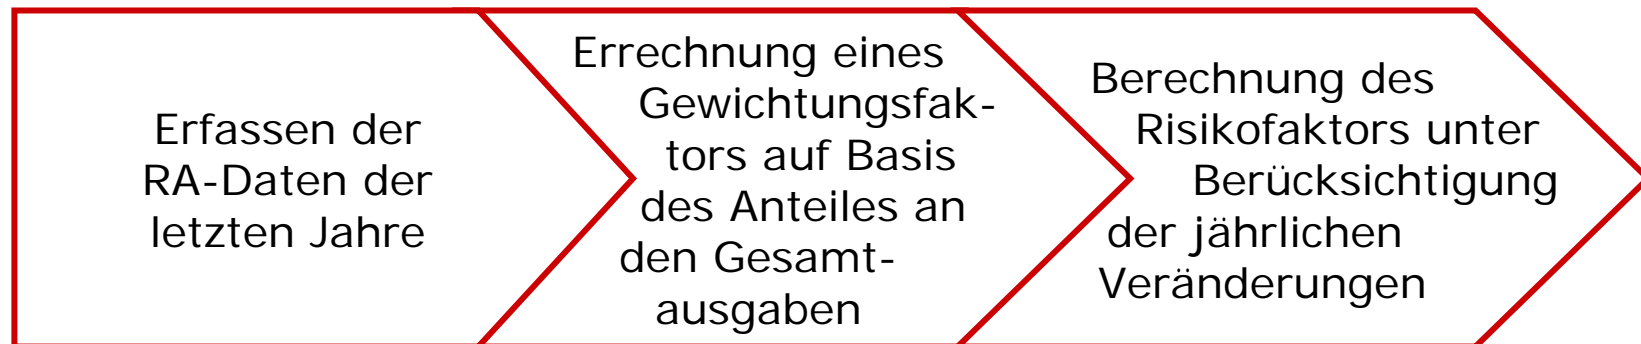 Erfassen der
RA-Daten der
letzten Jahre
Errechnung eines
Gewichtungsfak-
tors auf Basis
des Anteiles an
den Gesamt-
ausgaben
Berechnung des
Risikofaktors unter
Berücksichtigung
der jährlichen
Veränderungen